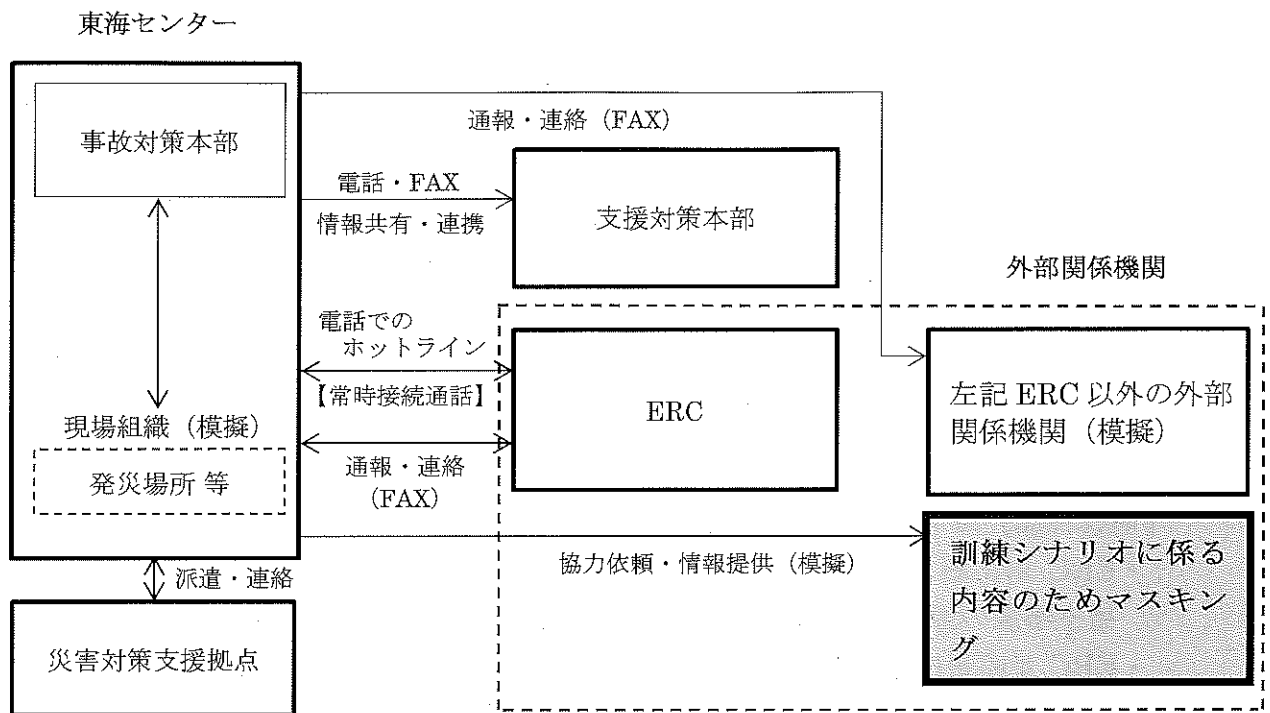 東海センター
事故対策本部
通報・連絡（FAX）
電話・FAX
情報共有・連携
支援対策本部
外部関係機関
電話での
ホットライン
【常時接続通話】
ERC
左記 ERC 以外の外部
関係機関（模擬）
現場組織（模擬）
発災場所 等
通報・連絡
(FAX)
協力依頼・情報提供（模擬）
訓練シナリオに係る
内容のためマスキン
グ
派遣・連絡
災害対策支援拠点